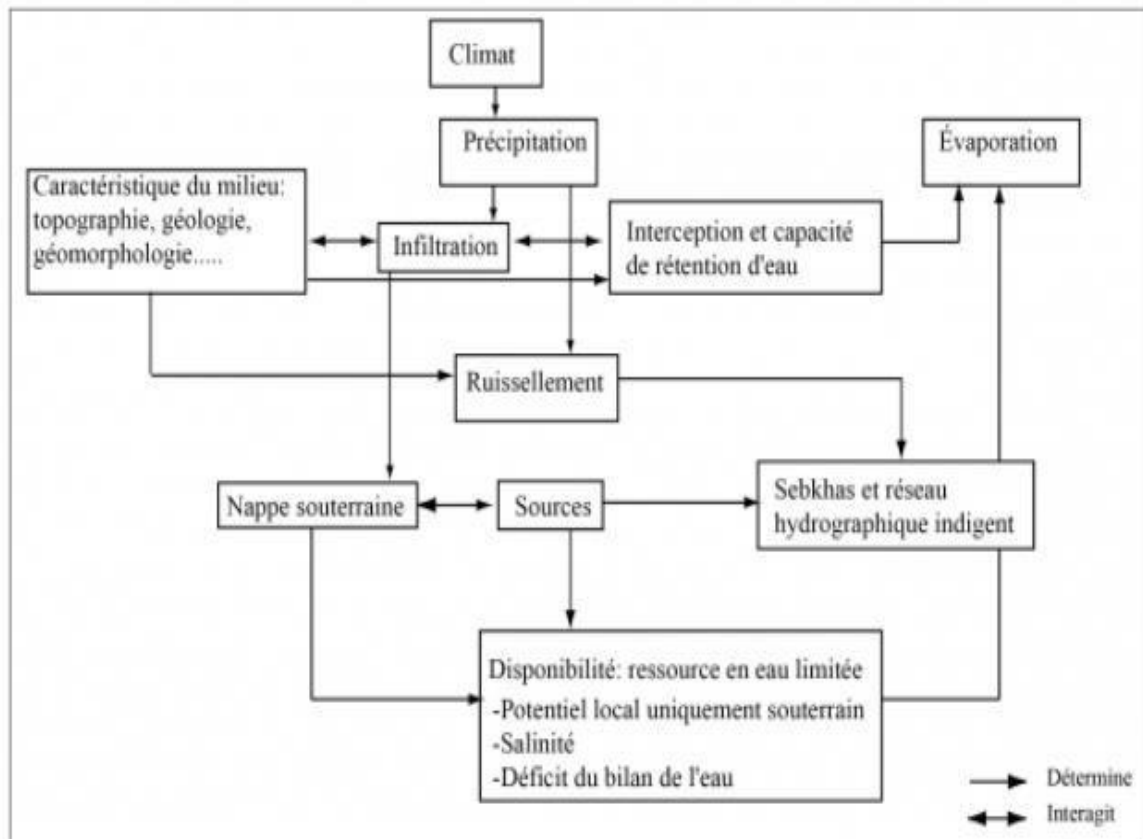 Climat
Précipitation
Évaporation
Caractéristique du milieu:
topographie, géologie,
géomorphologie.....
Infiltration
Interception et capacité
de rétention d'eau
Ruissellement
Nappe souterraine
Sources
Sebkhas et réseau
hydrographique indigent
Disponibilité: ressource en eau limitée
-Potentiel local uniquement souterrain
-Salinité
-Déficit du bilan de l'eau
Détermine
Interagit